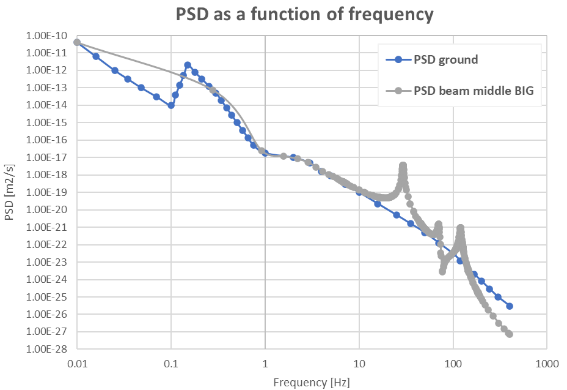 PSD as a function of frequency
1.00E-10
1.00E-11
1.00E-12
1.00E-13
1.00E-14
1.00E-15
1.00E-16
1.00E-17
1.00E-18
1.00E-19
1.00E-20
1.00E-21
1.00E-22
1.00E-23
1.00E-24
1.00E-25
1.00E-26
1.00E-27
1.00E-28
PSD [m2/s]
PSD ground
PSD beam middle BIG
0.01 0.1 1 10 100 1000
Frequency [Hz]